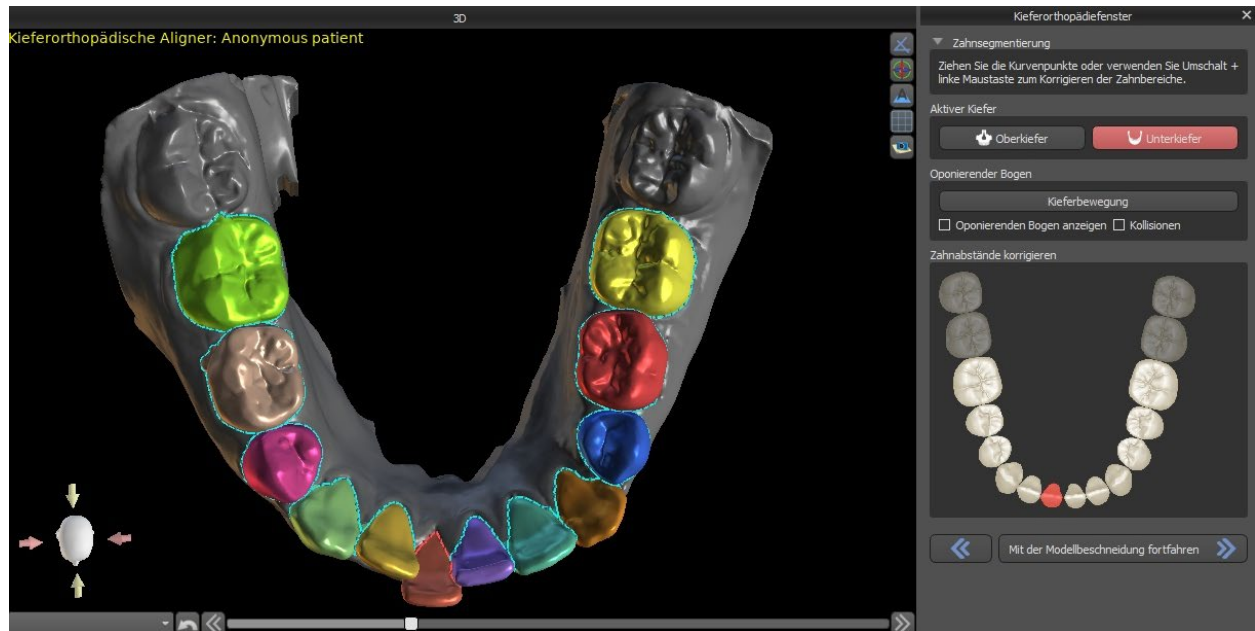 3D
Kieferorthopädische Aligner: Anonymous patient
Kieferorthopädiefenster
Zahnsegmentierung
Ziehen Sie die Kurvenpunkte oder verwenden Sie Umschalt +
linke Maustaste zum Korrigieren der Zahnbereiche.
Aktiver Kiefer
Oberkiefer
Unterkiefer
Oponierender Bogen
Kieferbewegung
Oponierenden Bogen anzeigen
Kollisionen
Zahnabstände korrigieren
Mit der Modellbeschneidung fortfahren